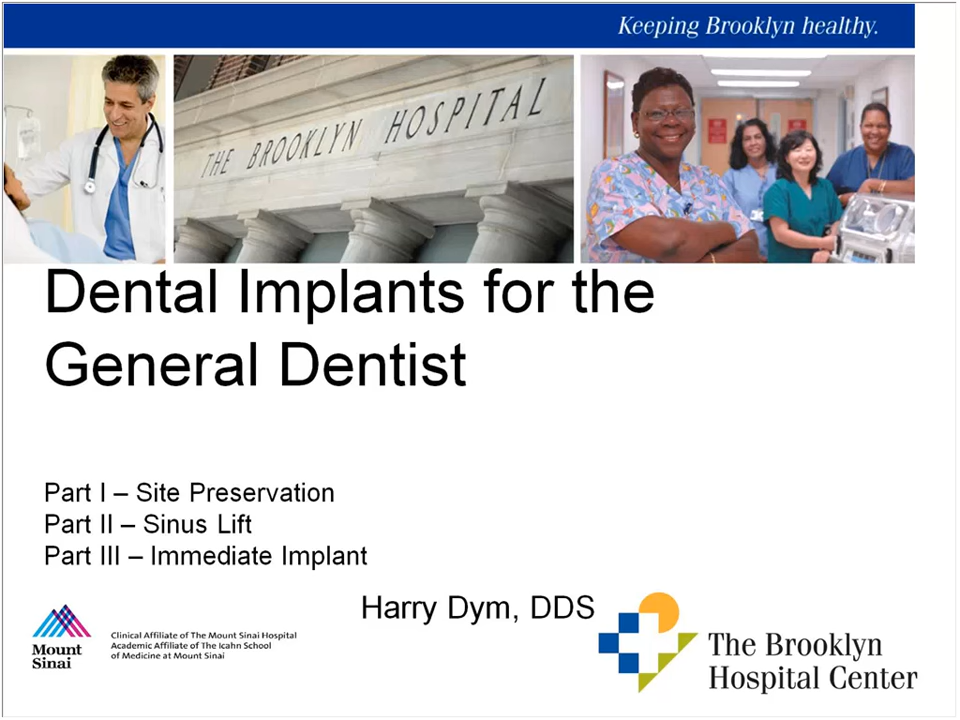 Keeping Brooklyn healthy.
THE BROOKLYN HOSPITAL
Dental Implants for the
General Dentist
Part I – Site Preservation
Part II – Sinus Lift
Part III – Immediate Implant
Harry Dym, DDS
Mount
Sinai
Clinical Affiliate of The Mount Sinai Hospital
Academic Affiliate of The Icahn School
of Medicine at Mount Sinai
The Brooklyn
Hospital Center